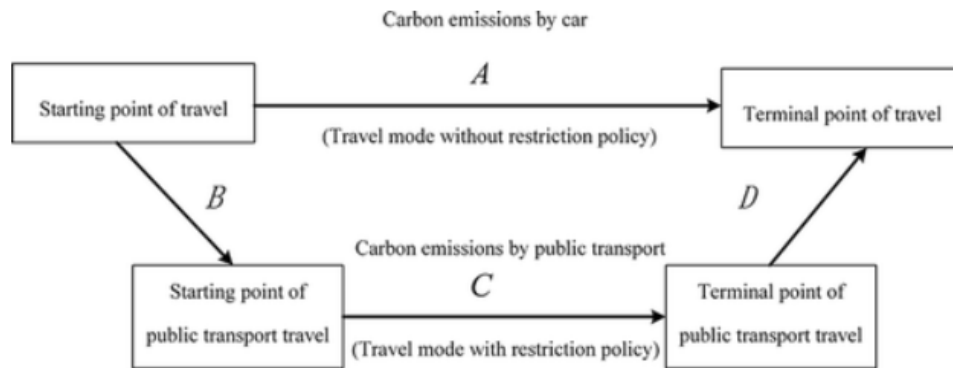 Carbon emissions by car
A
Starting point of travel
Terminal point of travel
(Travel mode without restriction policy)
B
D
Carbon emissions by public transport
C
Starting point of
public transport travel
Terminal point of
public transport travel
(Travel mode with restriction policy)